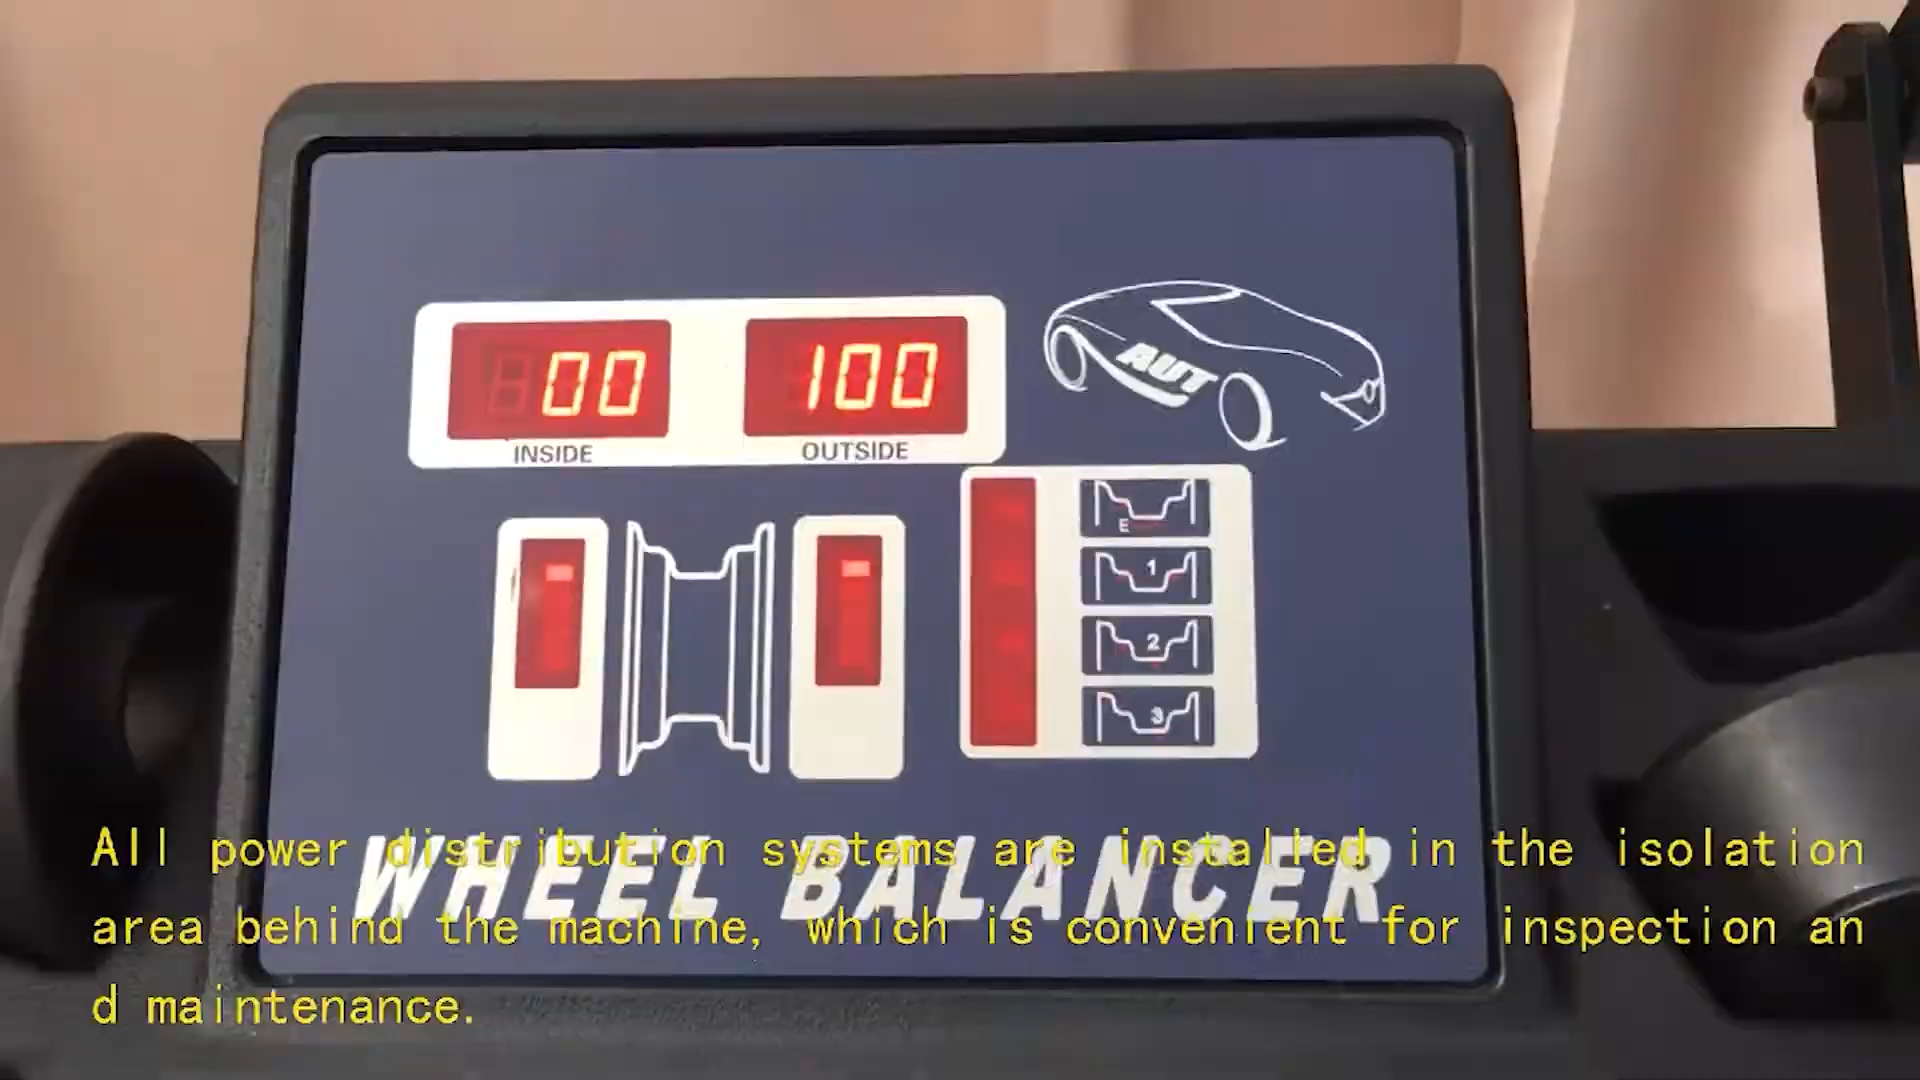 00
100
INSIDE
OUTSIDE
AUT
E
1
2
3
WHEEL BALANCER
All power distribution systems are installed in the isolation
area behind the machine, which is convenient for inspection an
d maintenance.